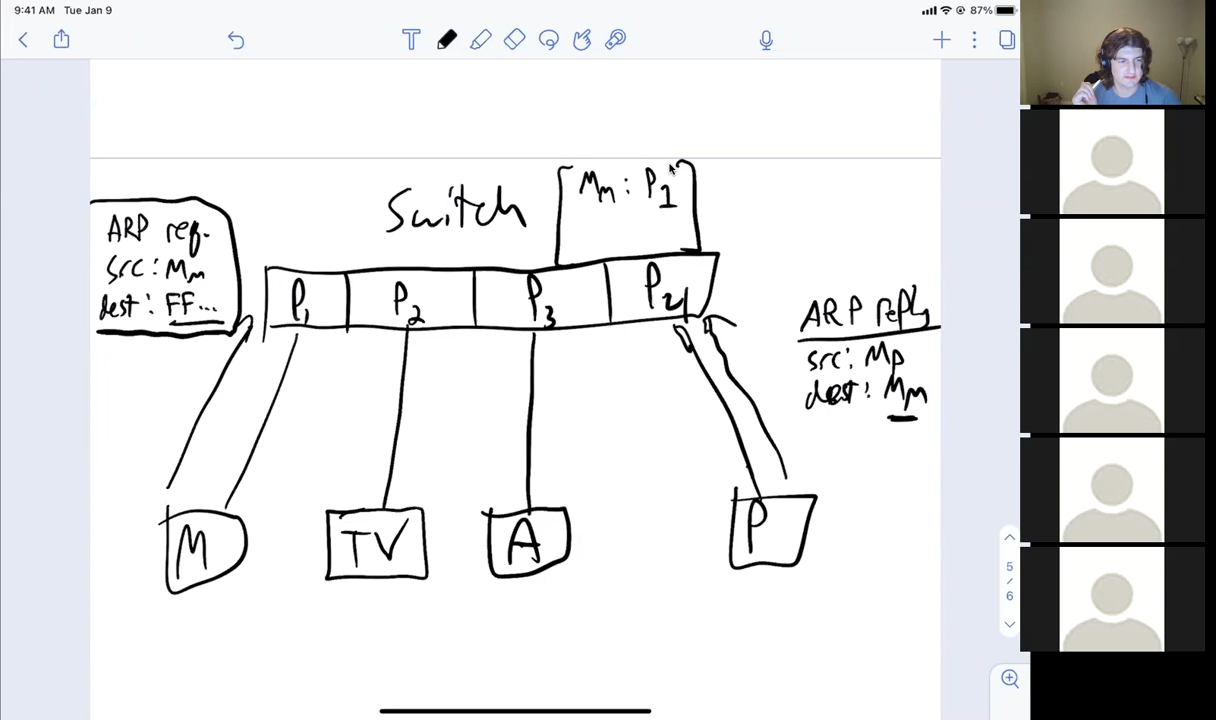 9:41 AM Tue Jan 9
87%
T
Switch
Mm : P1
ARP req.
src : Mm
dest : FF...
P1
P2
P3
P4
ARP reply
src : Mp
dest : Mm
M
TV
A
P
5
/
6